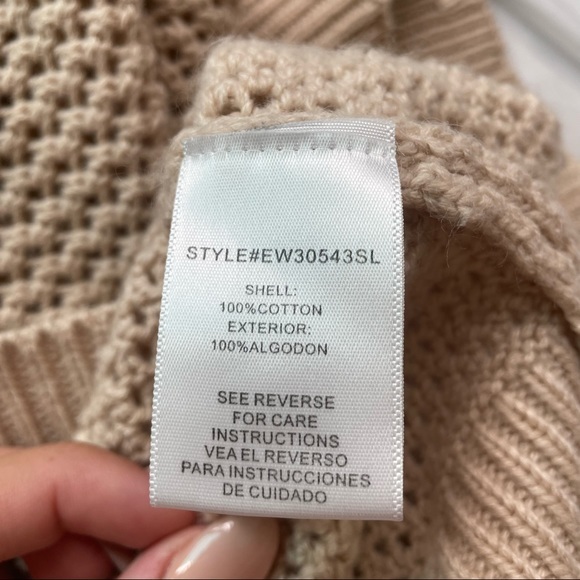 STYLE#EW30543SL
SHELL:
100%COTTON
EXTERIOR:
100%ALGODON
SEE REVERSE
FOR CARE
INSTRUCTIONS
VEA EL REVERSO
PARA INSTRUCCIONES
DE CUIDADO